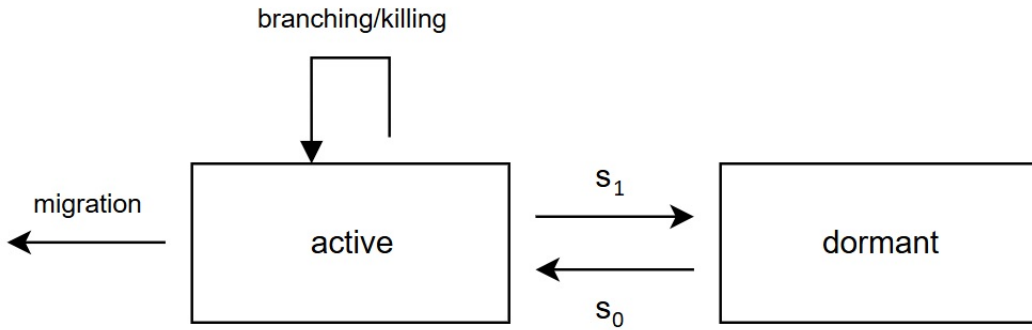 branching/killing
migration
active
s1
s0
dormant